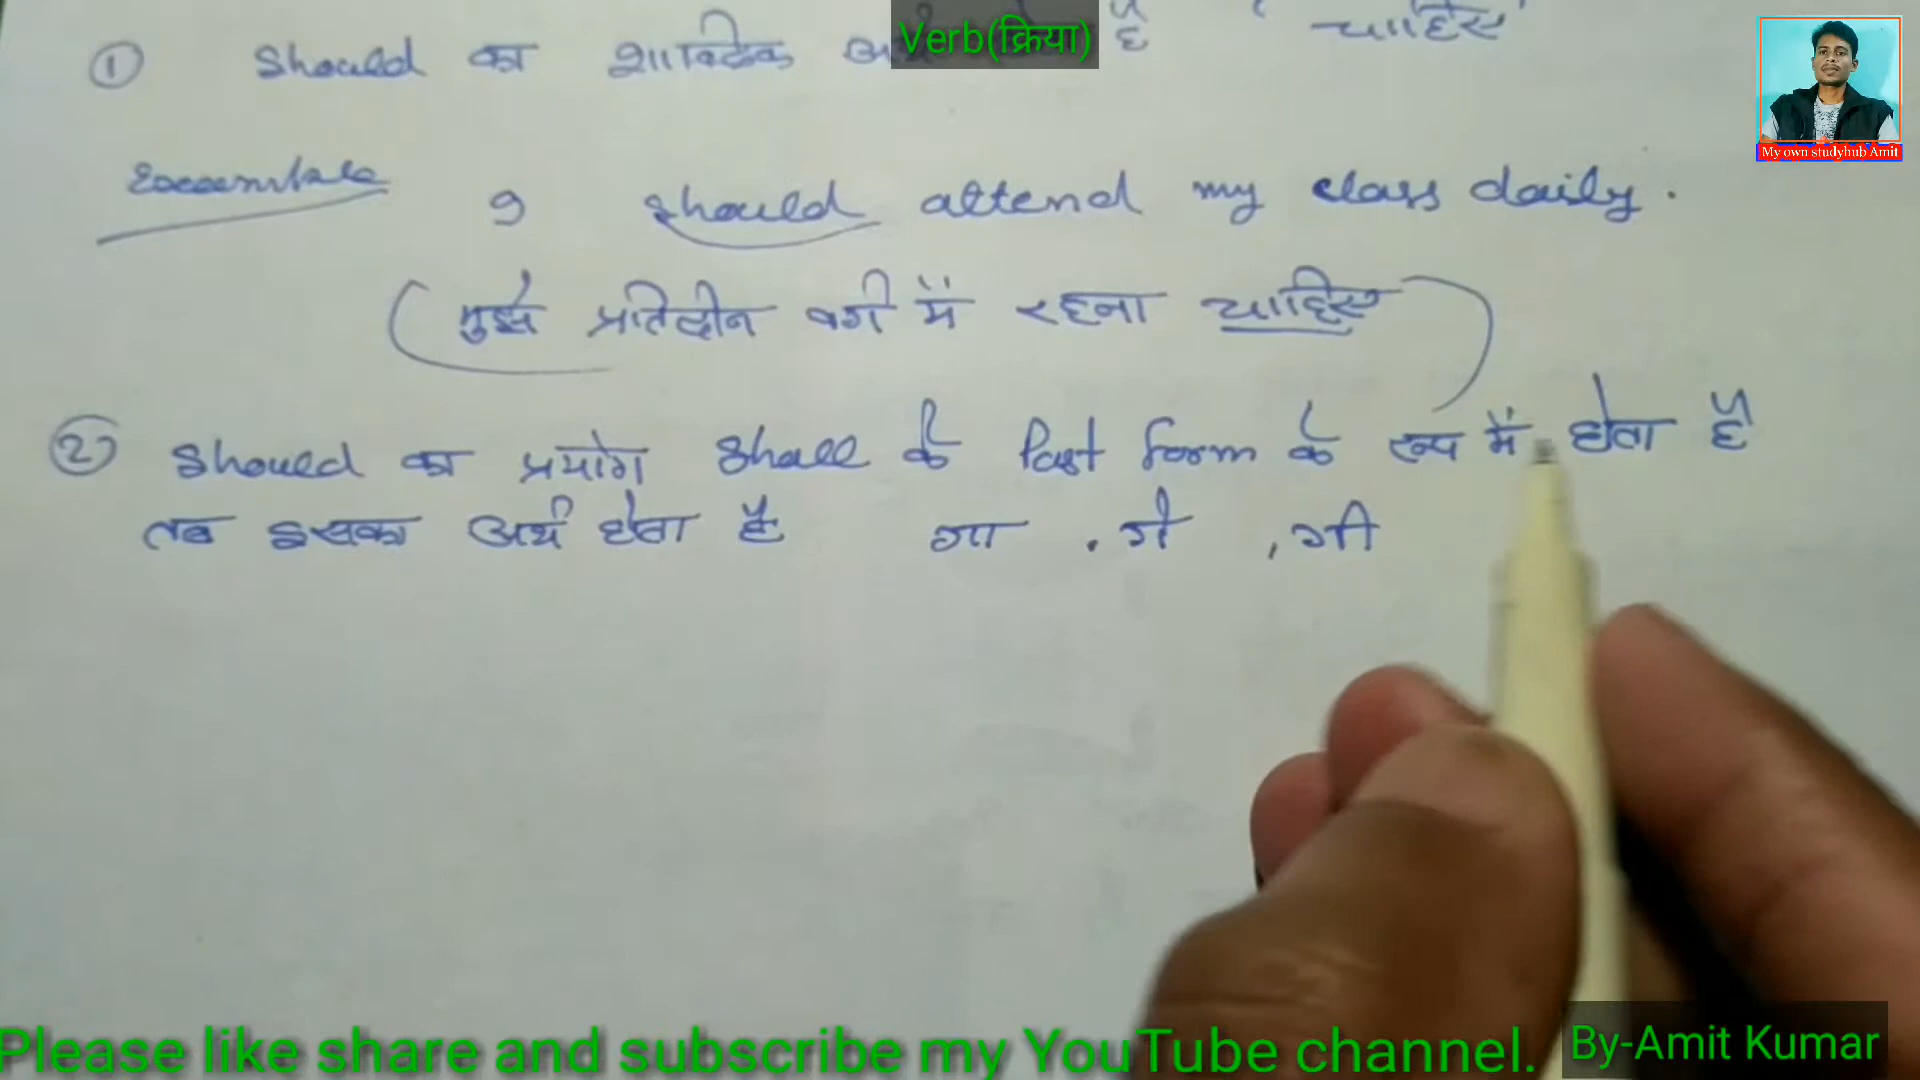 Verb(क्रिया)
① Should का शाब्दिक अर्थ है चाहिए
My own studyhub Amit
I should attend my class daily.
(मुझे प्रतिदीन वर्ग में रहना चाहिए)
② Should का प्रयोग Shall के Past form के रूप में होता है
तब इसका अर्थ होता है गा , गे , गी
Please like share and subscribe my YouTube channel.
By-Amit Kumar